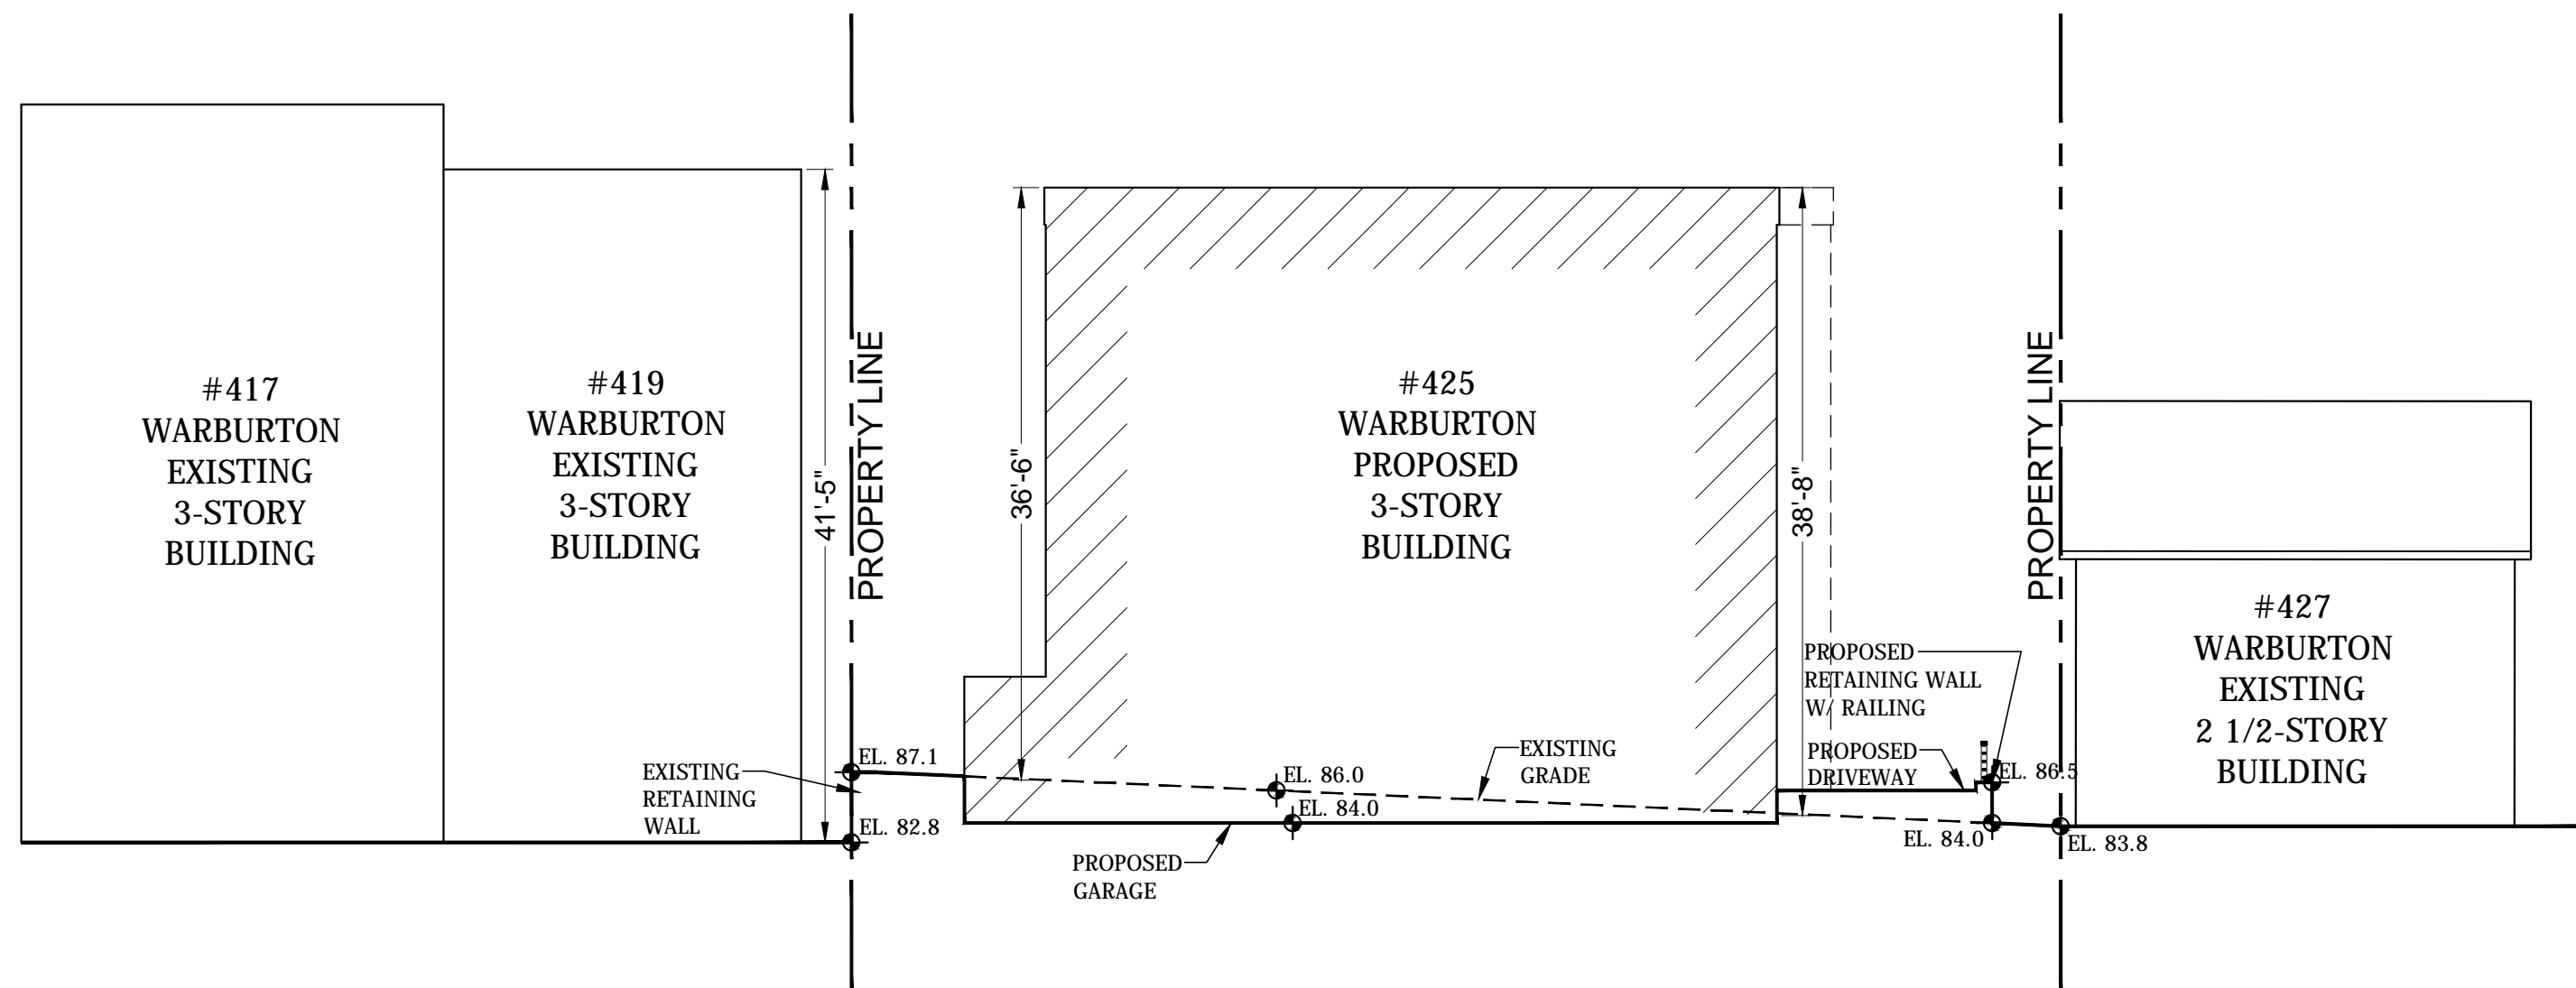 #417
WARBURTON
EXISTING
3-STORY
BUILDING
#419
WARBURTON
EXISTING
3-STORY
BUILDING
41'-5"
PROPERTY LINE
36'-6"
#425
WARBURTON
PROPOSED
3-STORY
BUILDING
38'-8"
PROPERTY LINE
#427
WARBURTON
EXISTING
2 1/2-STORY
BUILDING
PROPOSED
RETAINING WALL
W/ RAILING
PROPOSED
DRIVEWAY
EXISTING
RETAINING
WALL
EL. 87.1
EL. 82.8
EL. 86.0
EL. 84.0
EXISTING
GRADE
PROPOSED
GARAGE
EL. 86.5
EL. 84.0
EL. 83.8